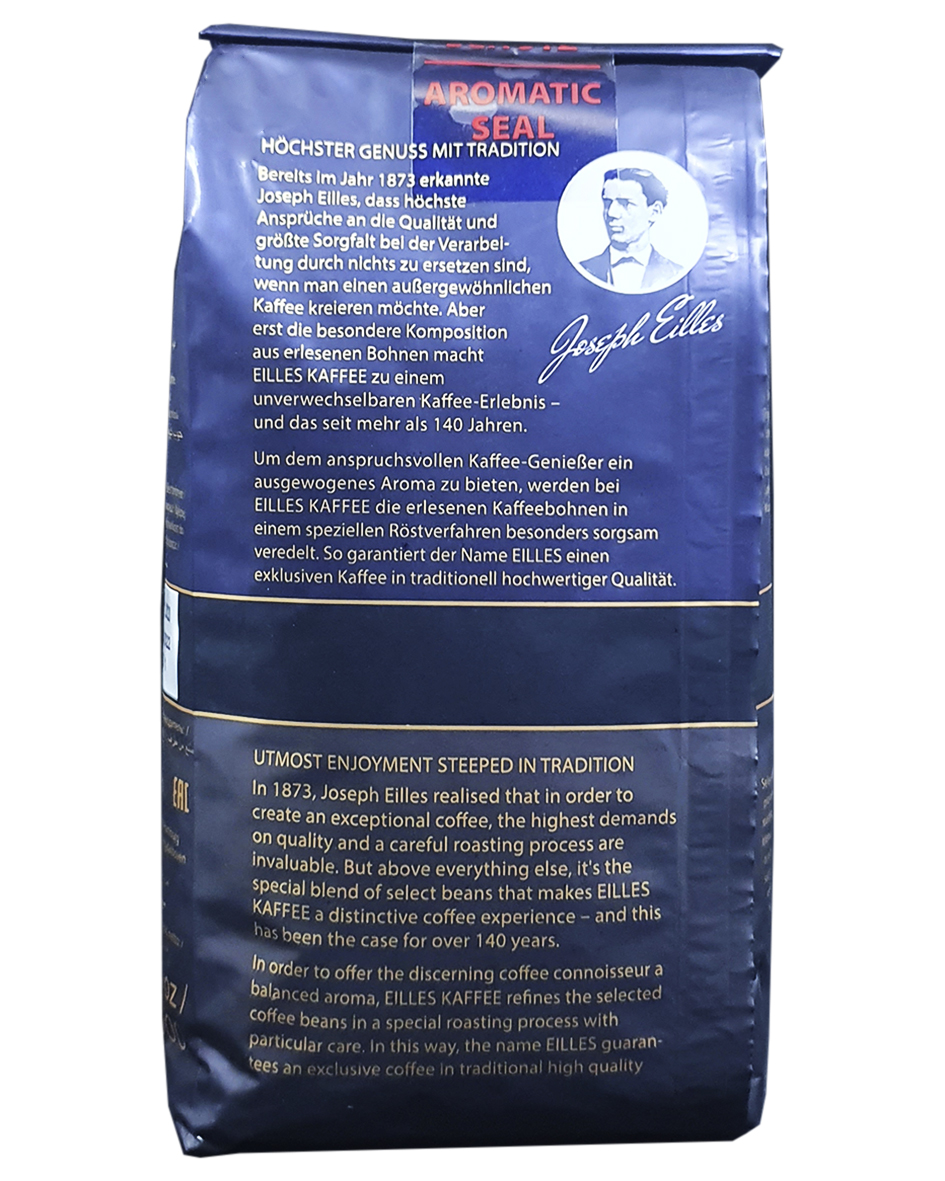 AROMATIC
SEAL
HÖCHSTER GENUSS MIT TRADITION
Bereits im Jahr 1873 erkannte
Joseph Eilles, dass höchste
Ansprüche an die Qualität und
größte Sorgfalt bei der Verarbei-
tung durch nichts zu ersetzen sind,
wenn man einen außergewöhnlichen
Kaffee kreieren möchte. Aber
erst die besondere Komposition
aus erlesenen Bohnen macht
EILLES KAFFEE zu einem
unverwechselbaren Kaffee-Erlebnis –
und das seit mehr als 140 Jahren.
Joseph Eilles
Um dem anspruchsvollen Kaffee-Genießer ein
ausgewogenes Aroma zu bieten, werden bei
EILLES KAFFEE die erlesenen Kaffeebohnen in
einem speziellen Röstverfahren besonders sorgsam
veredelt. So garantiert der Name EILLES einen
exklusiven Kaffee in traditionell hochwertiger Qualität.
UTMOST ENJOYMENT STEEPED IN TRADITION
In 1873, Joseph Eilles realised that in order to
create an exceptional coffee, the highest demands
on quality and a careful roasting process are
invaluable. But above everything else, it's the
special blend of select beans that makes EILLES
KAFFEE a distinctive coffee experience – and this
has been the case for over 140 years.
In order to offer the discerning coffee connoisseur a
balanced aroma, EILLES KAFFEE refines the selected
coffee beans in a special roasting process with
particular care. In this way, the name EILLES guaran-
tees an exclusive coffee in traditional high quality
EAC
oz /